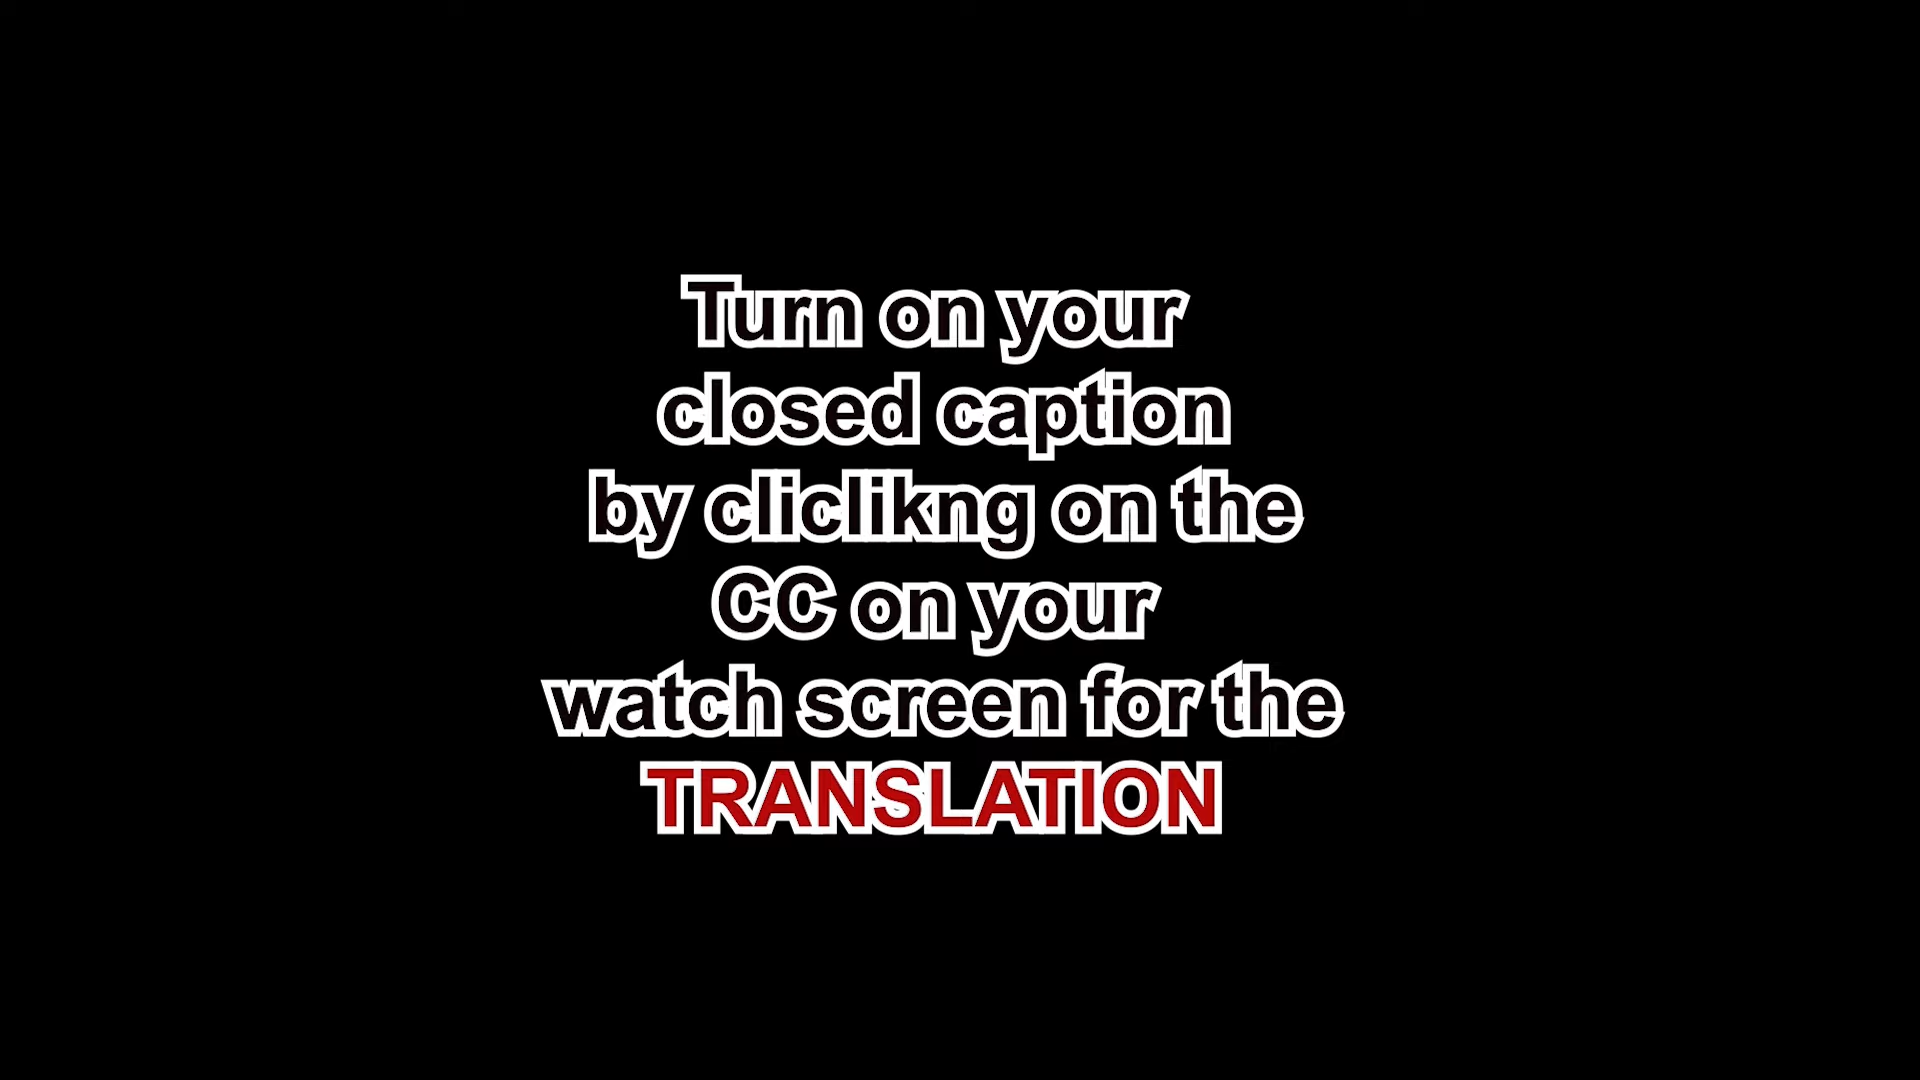 Turn on your
closed caption
by cliclikng on the
CC on your
watch screen for the
TRANSLATION